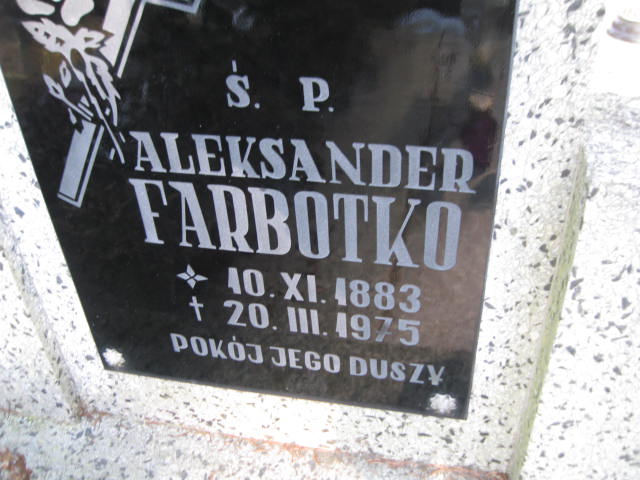 Ś. P.
ALEKSANDER
FARBOTKO
10. XI. 1883
† 20. III. 1975
POKÓJ JEGO DUSZY